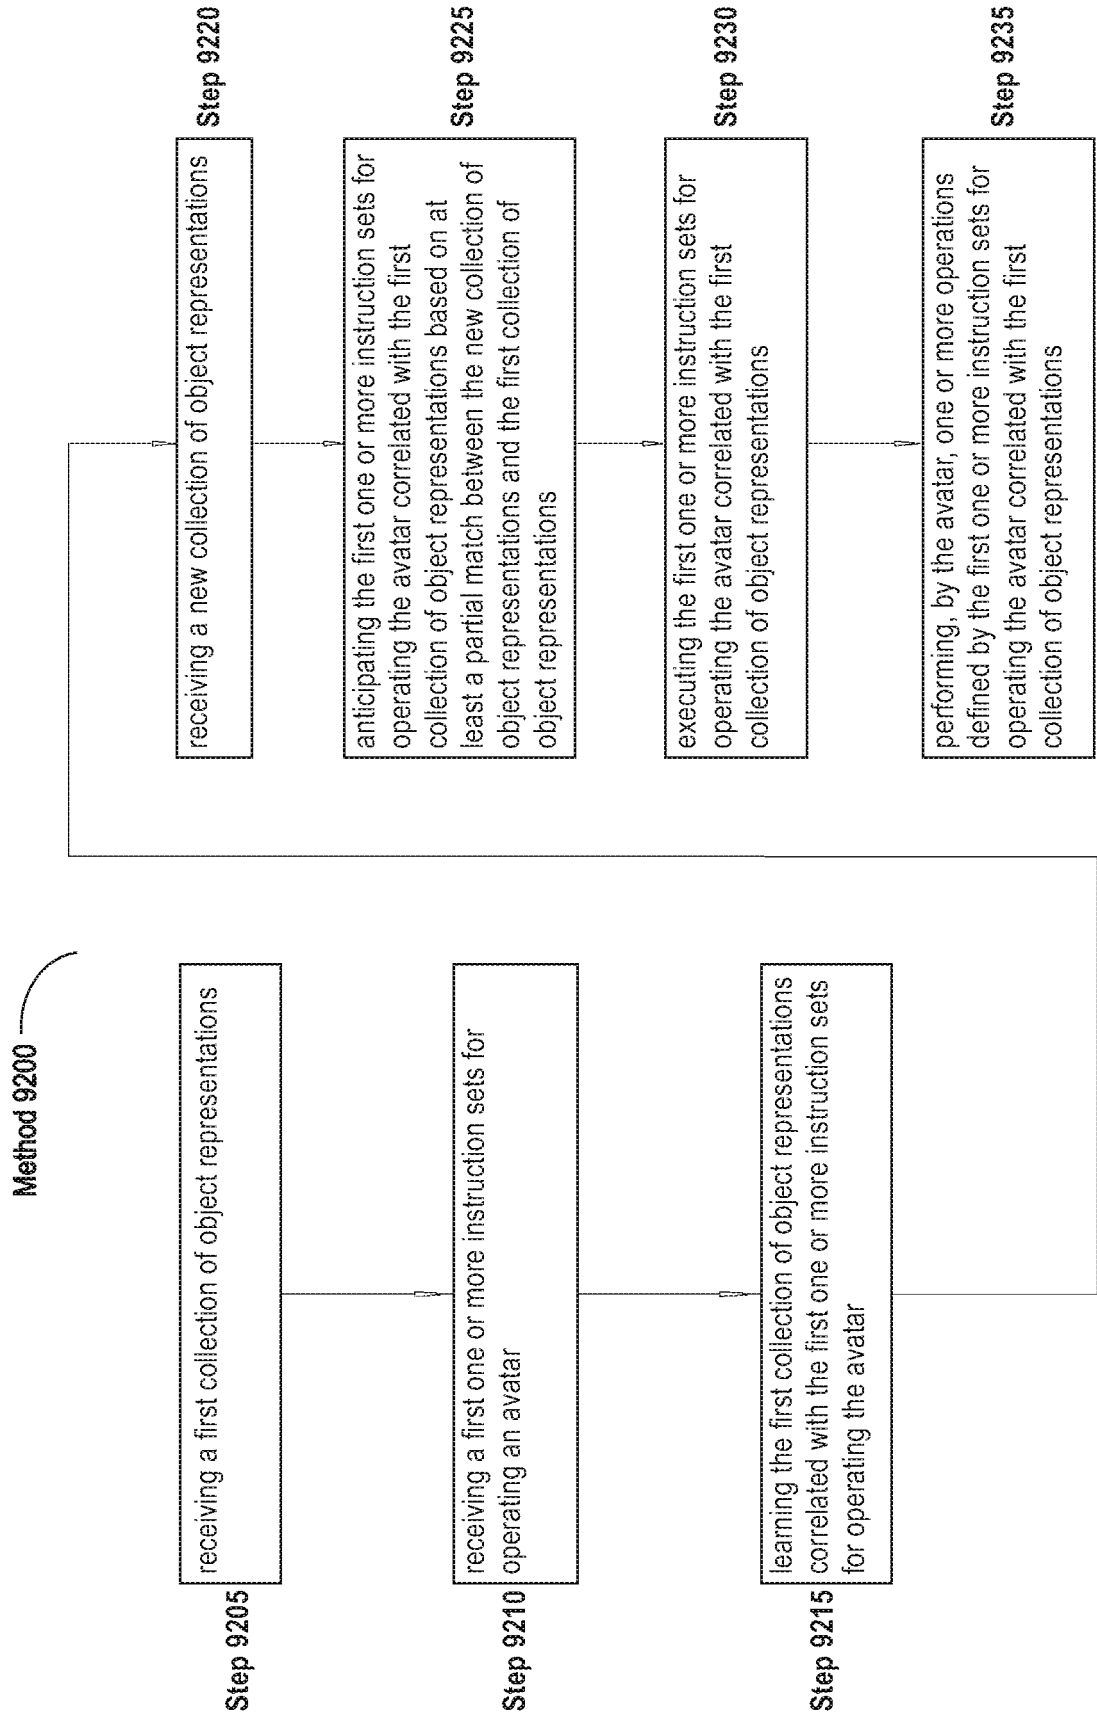 Method 9200
Step 9205
receiving a first collection of object representations
Step 9210
receiving a first one or more instruction sets for
operating an avatar
Step 9215
learning the first collection of object representations
correlated with the first one or more instruction sets
for operating the avatar
receiving a new collection of object representations
Step 9220
anticipating the first one or more instruction sets for
operating the avatar correlated with the first
collection of object representations based on at
least a partial match between the new collection of
object representations and the first collection of
object representations
Step 9225
executing the first one or more instruction sets for
operating the avatar correlated with the first
collection of object representations
Step 9230
performing, by the avatar, one or more operations
defined by the first one or more instruction sets for
operating the avatar correlated with the first
collection of object representations
Step 9235